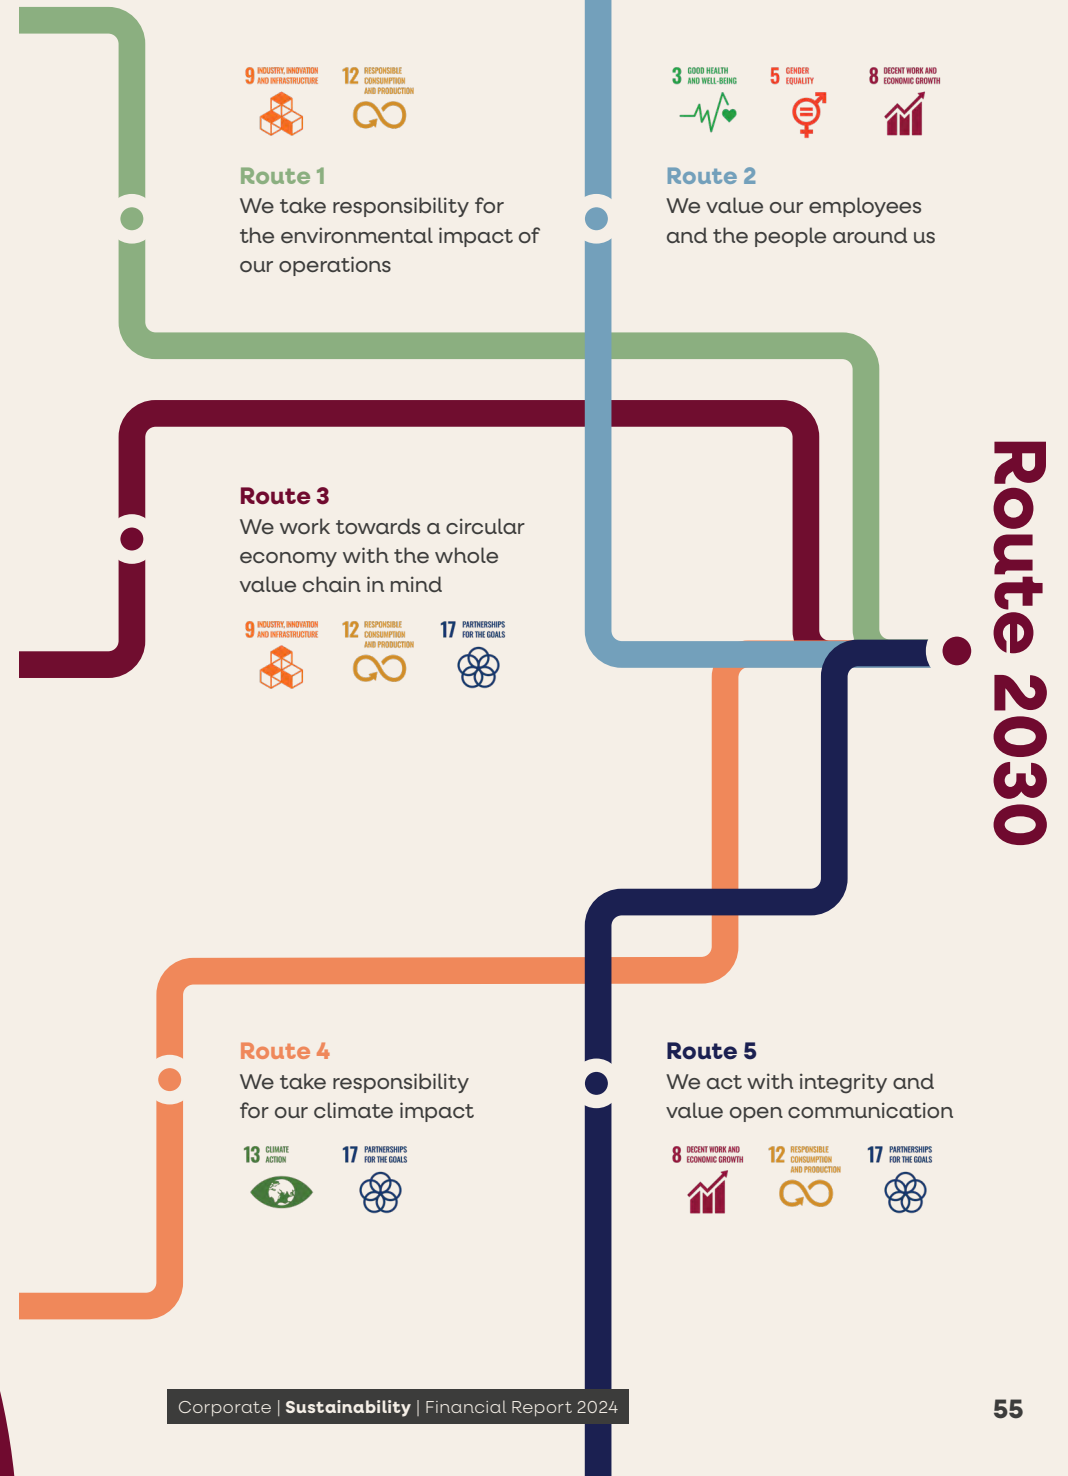 9 INDUSTRY, INNOVATION
AND INFRASTRUCTURE
12 RESPONSIBLE
CONSUMPTION
AND PRODUCTION
Route 1
We take responsibility for
the environmental impact of
our operations
3 GOOD HEALTH
AND WELL-BEING
5 GENDER
EQUALITY
8 DECENT WORK AND
ECONOMIC GROWTH
Route 2
We value our employees
and the people around us
Route 3
We work towards a circular
economy with the whole
value chain in mind
9 INDUSTRY, INNOVATION
AND INFRASTRUCTURE
12 RESPONSIBLE
CONSUMPTION
AND PRODUCTION
17 PARTNERSHIPS
FOR THE GOALS
Route 2030
Route 4
We take responsibility
for our climate impact
13 CLIMATE
ACTION
17 PARTNERSHIPS
FOR THE GOALS
Route 5
We act with integrity and
value open communication
8 DECENT WORK AND
ECONOMIC GROWTH
12 RESPONSIBLE
CONSUMPTION
AND PRODUCTION
17 PARTNERSHIPS
FOR THE GOALS
Corporate | Sustainability | Financial Report 2024
55